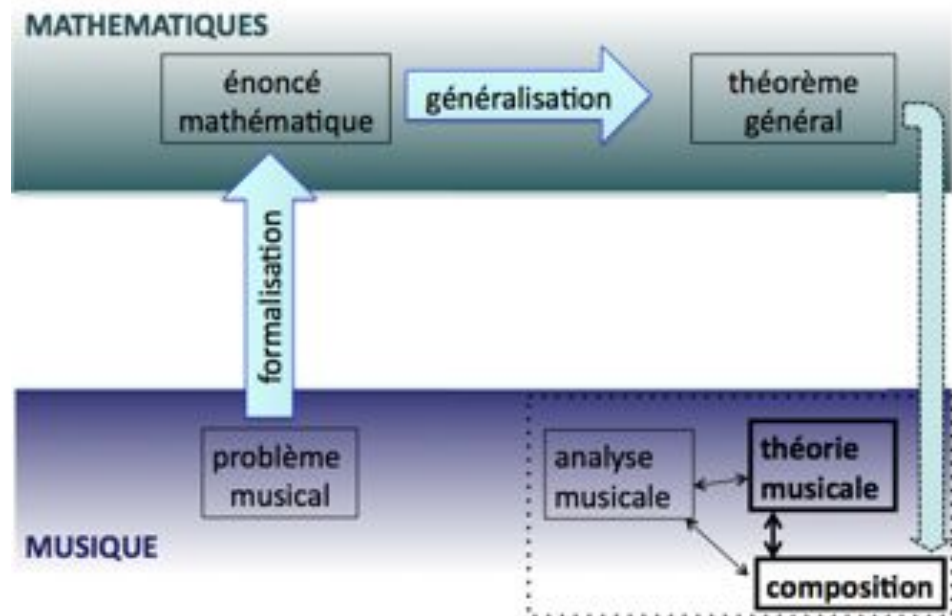 MATHEMATIQUES
énoncé
mathématique
généralisation
théorème
général
formalisation
problème
musical
analyse
musicale
théorie
musicale
MUSIQUE
composition